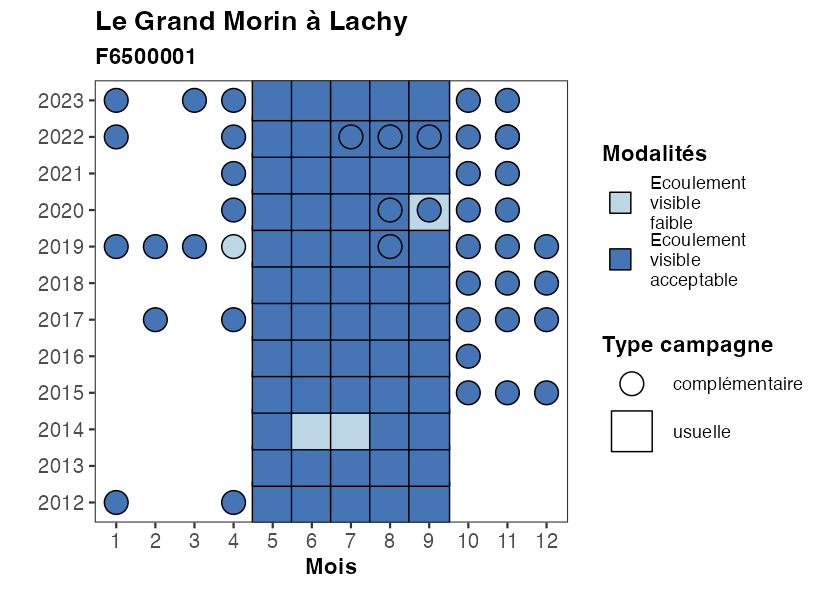 Le Grand Morin à Lachy
F6500001
2023
2022
2021
2020
2019
2018
2017
2016
2015
2014
2013
2012
1 2 3 4 5 6 7 8 9 10 11 12
Mois
Modalités
Ecoulement
visible
faible
Ecoulement
visible
acceptable
Type campagne
complémentaire
usuelle